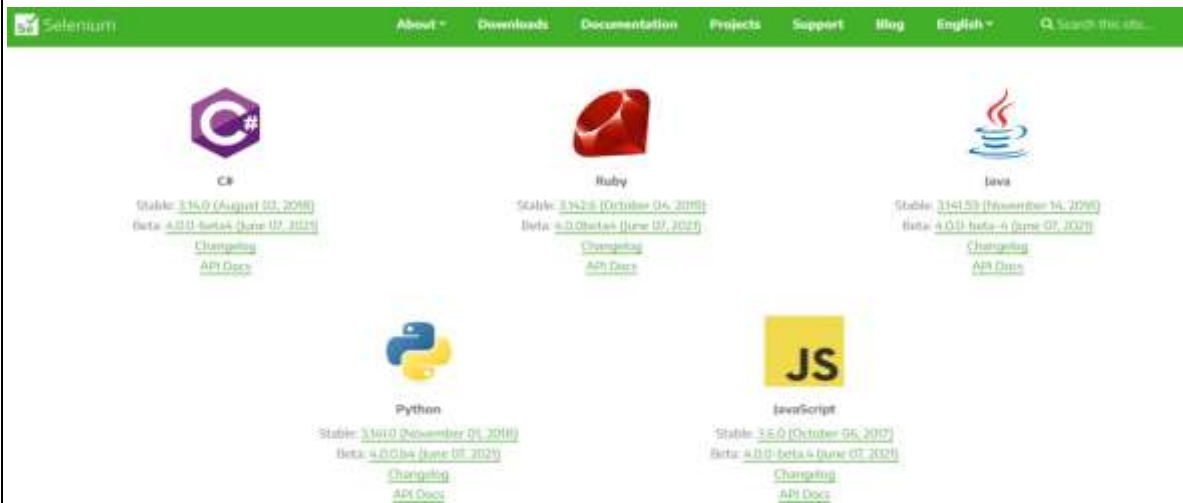 Se Selenium About Downloads Documentation Projects Support Blog English Search this site...
C#
Stable: 3.14.0 (August 02, 2018)
Beta: 4.0.0-beta4 (June 07, 2021)
Changelog
API Docs
Ruby
Stable: 3.142.6 (October 04, 2019)
Beta: 4.0.0beta4 (June 07, 2021)
Changelog
API Docs
Java
Stable: 3.141.59 (November 14, 2018)
Beta: 4.0.0-beta-4 (June 07, 2021)
Changelog
API Docs
Python
Stable: 3.141.0 (November 01, 2018)
Beta: 4.0.0.b4 (June 07, 2021)
Changelog
API Docs
JS
JavaScript
Stable: 3.6.0 (October 06, 2017)
Beta: 4.0.0-beta.4 (June 07, 2021)
Changelog
API Docs